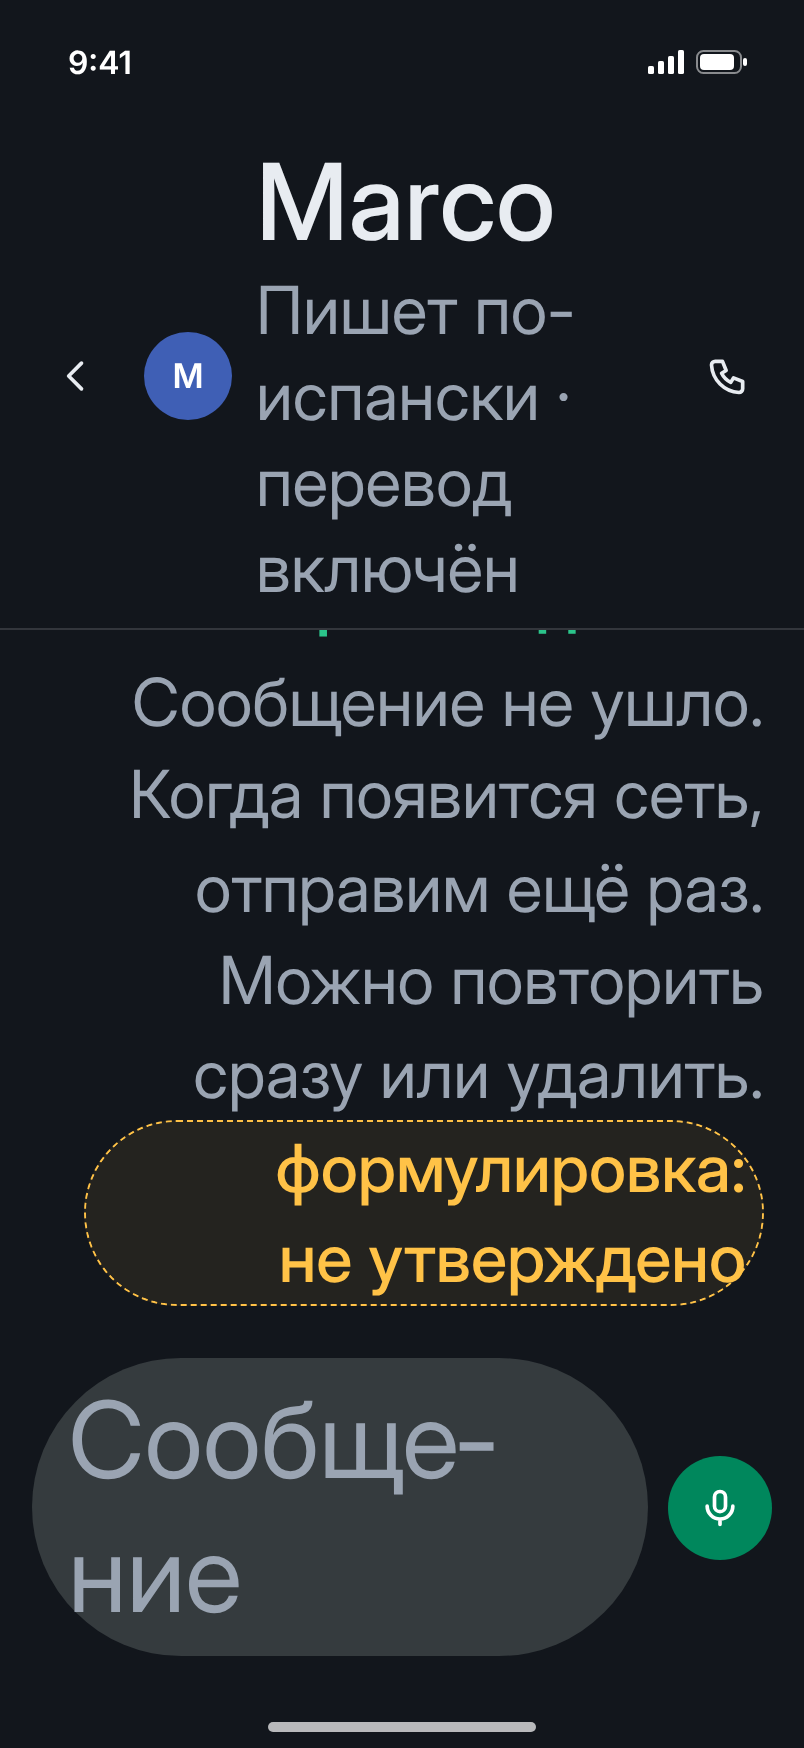 9:41
Marco
Пишет по-
испански ·
M
перевод
включён
Сообщение не ушло.
Когда появится сеть,
отправим ещё раз.
Можно повторить
сразу или удалить.
формулировка:
не утверждено
Сообще-
ние